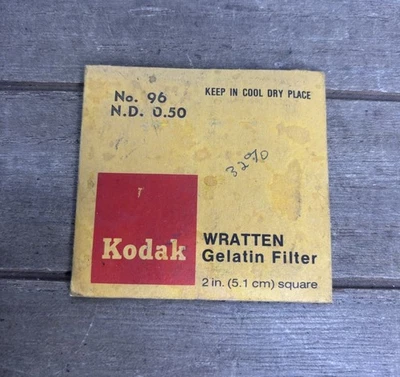 No. 96
N.D. 0.50
KEEP IN COOL DRY PLACE
32%
Kodak
WRATTEN
Gelatin Filter
2 in. (5.1 cm) square